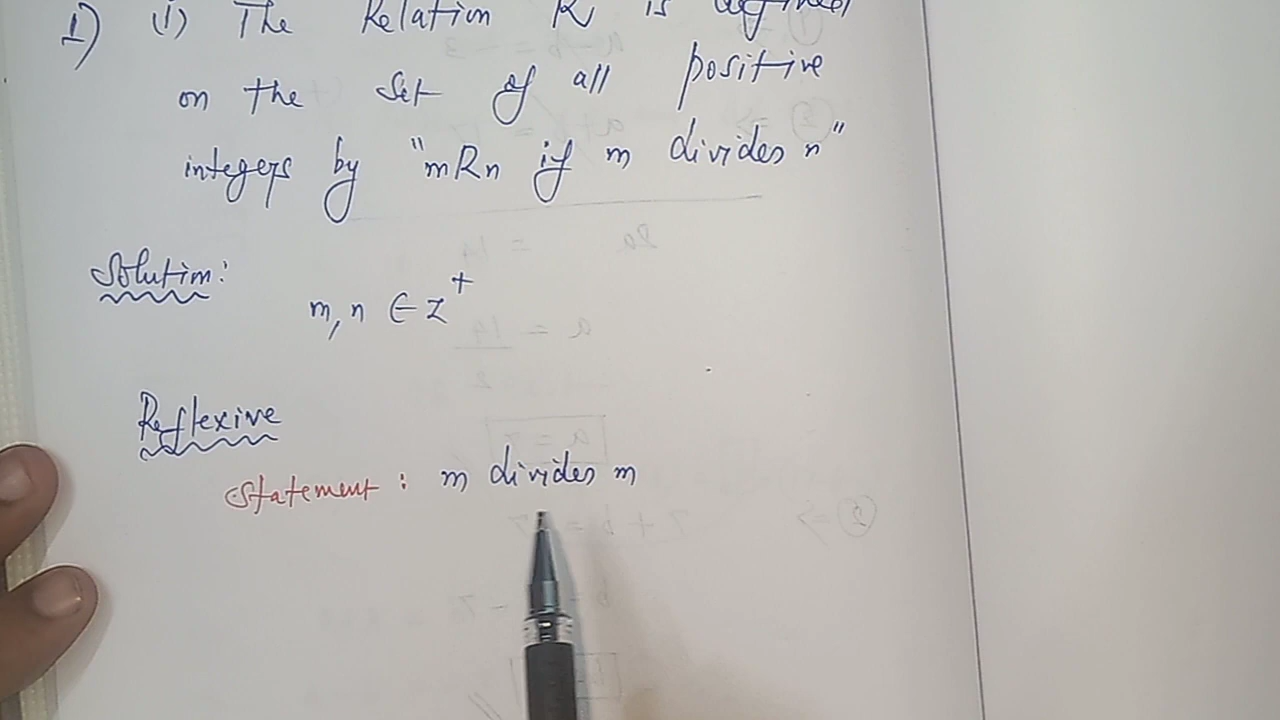 1) (i) The Relation R is defined
on the set of all positive
integers by "mRn if m divides n"
Solution:
m, n ∈ Z⁺
Reflexive
Statement : m divides m